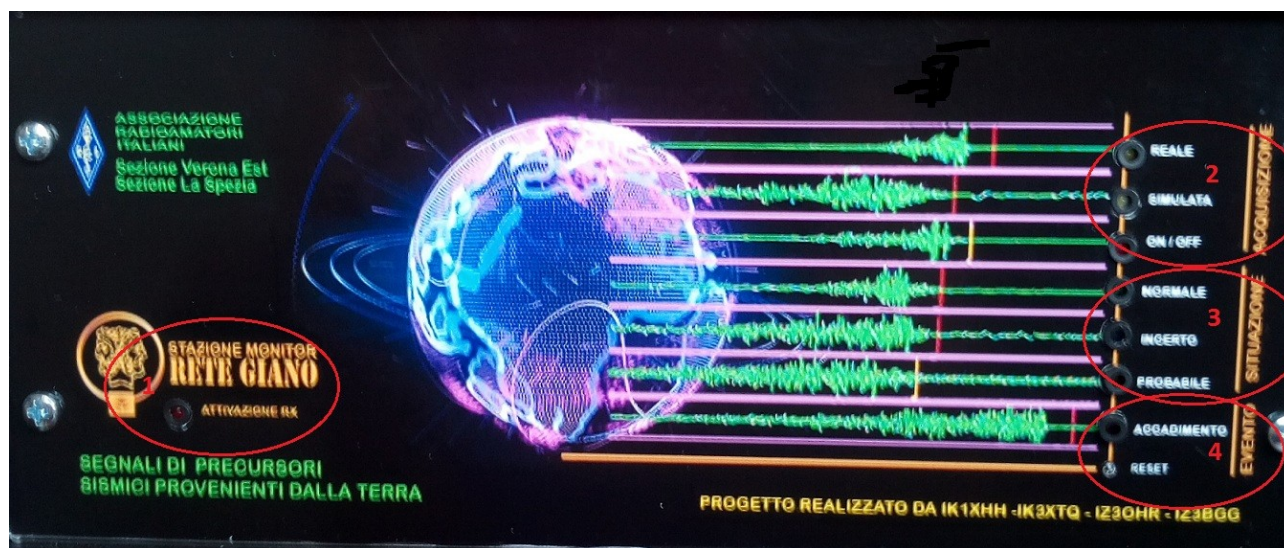 ASSOCIAZIONE
RADIOAMATORI
ITALIANI
Sezione Verona Est
Sezione La Spezia
1
STAZIONE MONITOR
RETE GIANO
ATTIVAZIONE RX
SEGNALI DI PRECURSORI
SISMICI PROVENIENTI DALLA TERRA
REALE
2
SIMULATA
ON / OFF
ACQUISIZIONE
NORMALE
3
INCERTO
PROBABILE
SITUAZIONE
ACCADIMENTO
4
RESET
EVENTO
PROGETTO REALIZZATO DA IK1XHH -IK3XTQ - IZ3OHR - IZ3BGG